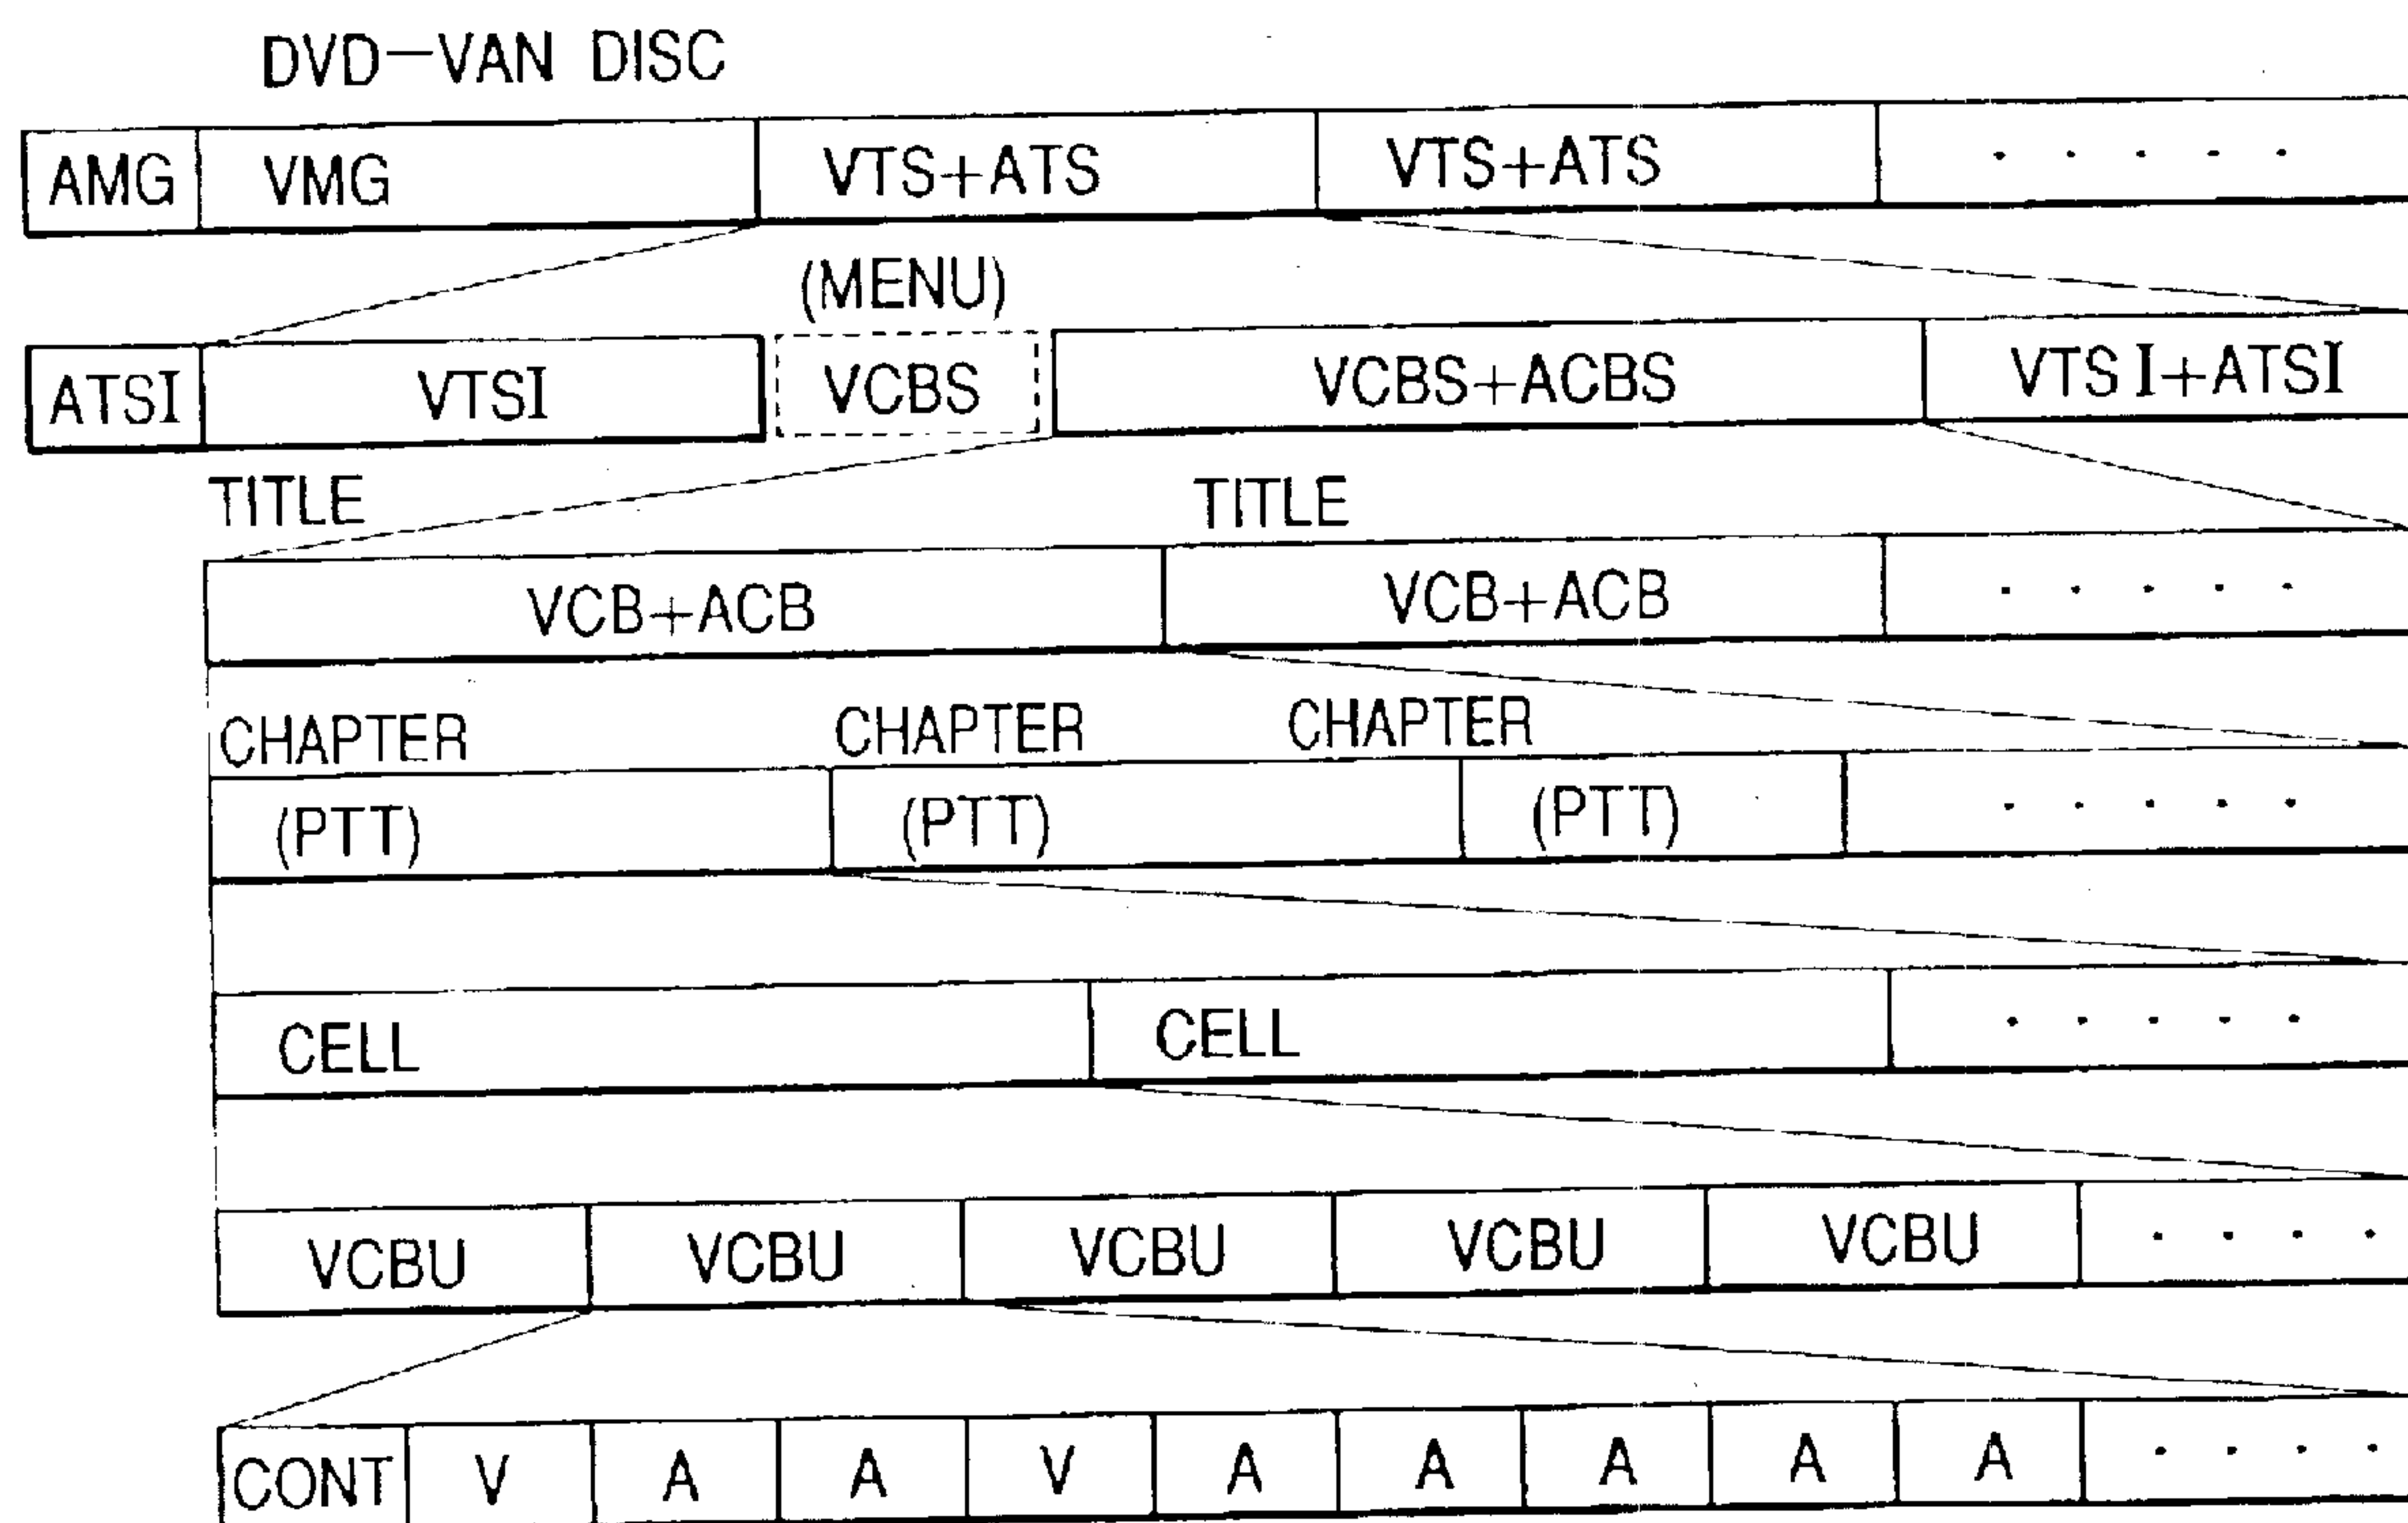 DVD-VAN DISC
AMG VMG VTS+ATS VTS+ATS · · · · ·
(MENU)
ATSI VTSI VCBS VCBS+ACBS VTSI+ATSI
TITLE TITLE
VCB+ACB VCB+ACB · · · · ·
CHAPTER CHAPTER CHAPTER
(PTT) (PTT) (PTT) · · · · ·
CELL CELL · · · · ·
VCBU VCBU VCBU VCBU VCBU · · · ·
CONT V A A V A A A A A · · · ·